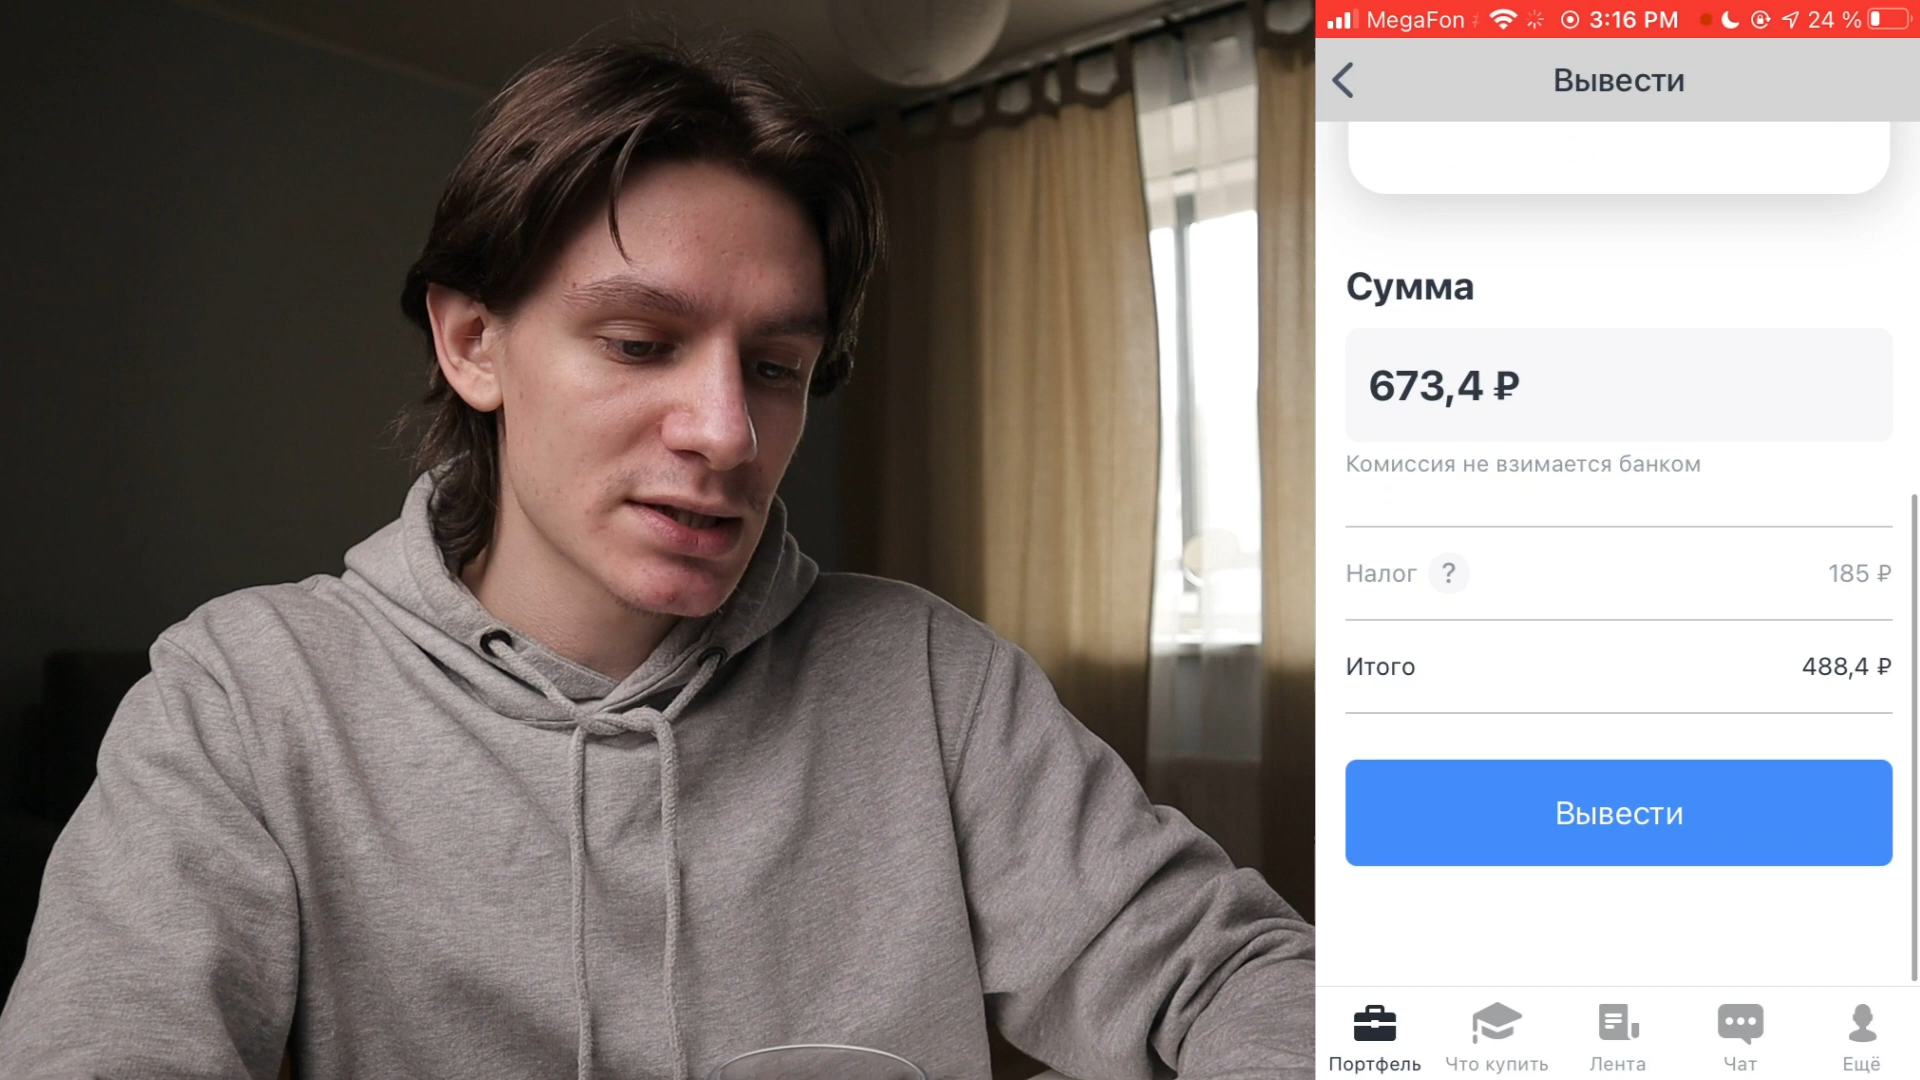 MegaFon 3:16 PM 24 %
Вывести
Сумма
673,4 ₽
Комиссия не взимается банком
Налог ? 185 ₽
Итого 488,4 ₽
Вывести
Портфель Что купить Лента Чат Ещё